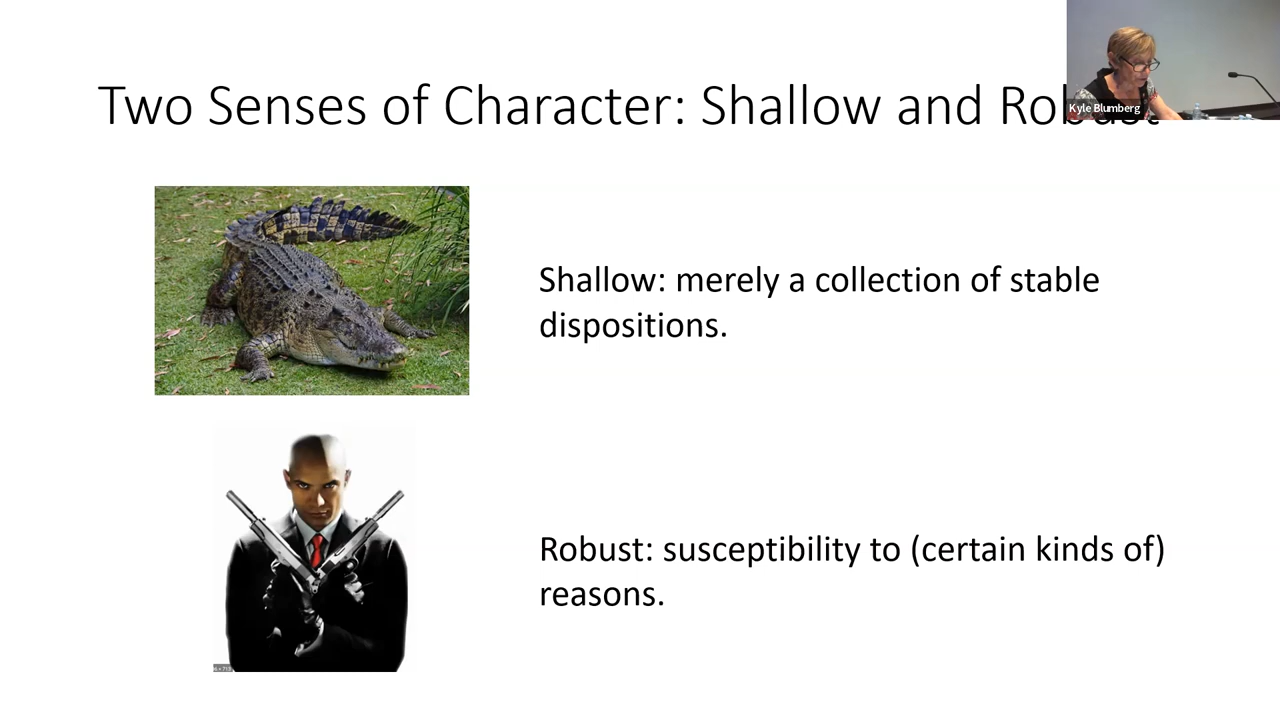 Two Senses of Character: Shallow and Robust
Kyle Blumberg
Shallow: merely a collection of stable
dispositions.
Robust: susceptibility to (certain kinds of)
reasons.